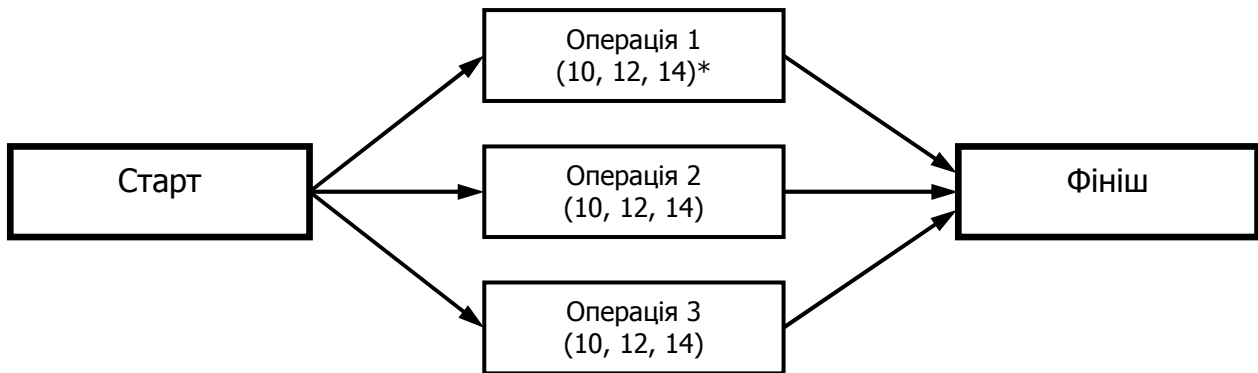 Операція 1
(10, 12, 14)*
Старт
Операція 2
(10, 12, 14)
Фініш
Операція 3
(10, 12, 14)